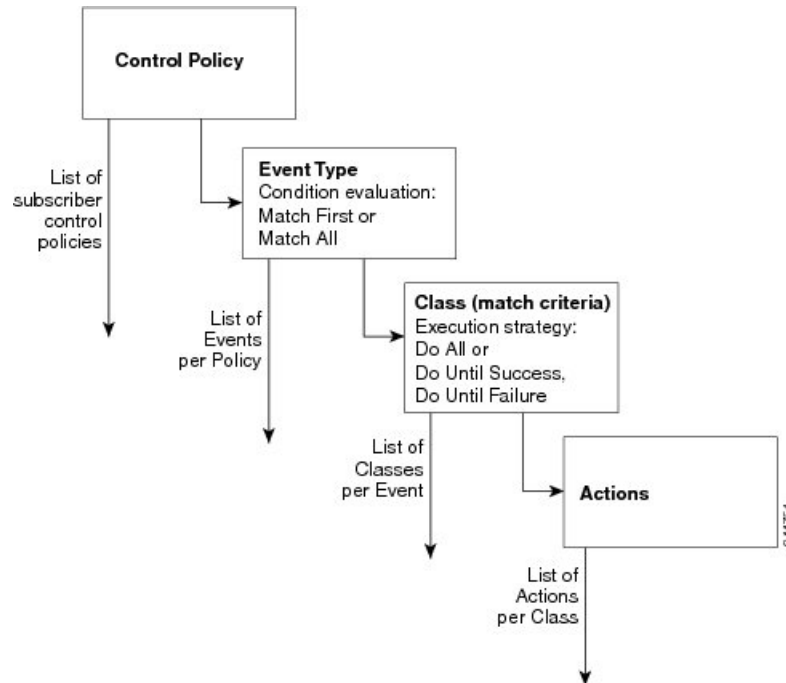 Control Policy
List of
subscriber
control
policies
Event Type
Condition evaluation:
Match First or
Match All
List of
Events
per Policy
Class (match criteria)
Execution strategy:
Do All or
Do Until Success,
Do Until Failure
List of
Classes
per Event
Actions
List of
Actions
per Class